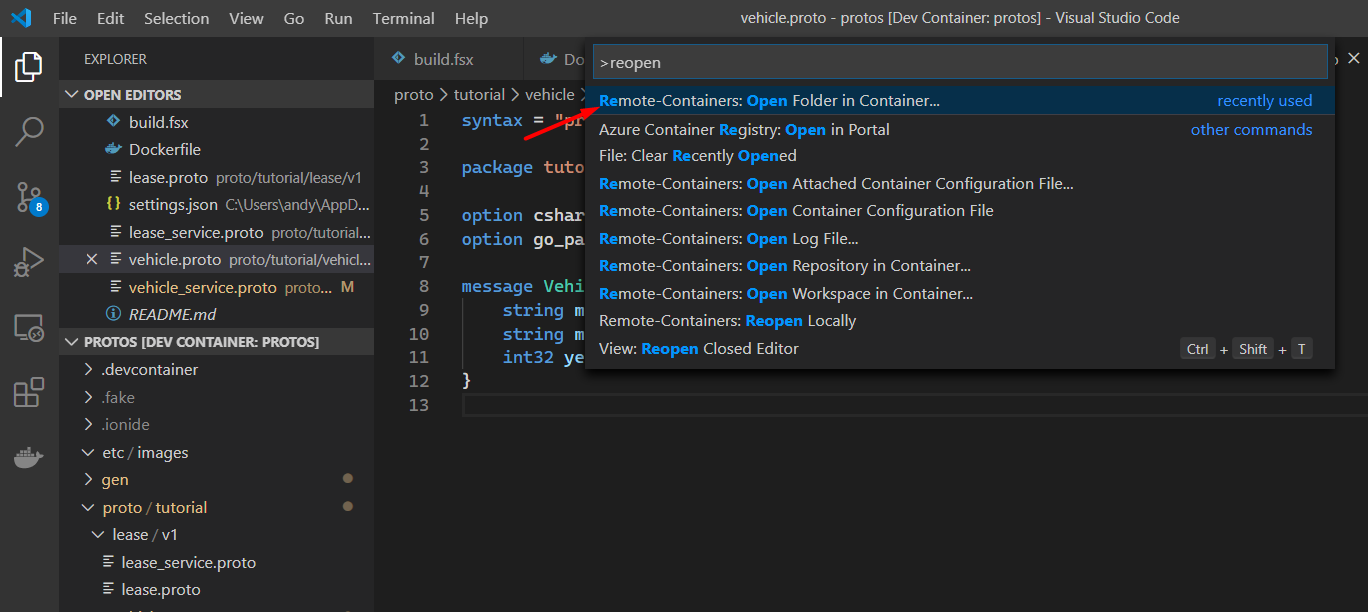 File Edit Selection View Go Run Terminal Help
vehicle.proto - protos [Dev Container: protos] - Visual Studio Code
EXPLORER
OPEN EDITORS
build.fsx
Dockerfile
lease.proto proto/tutorial/lease/v1
{} settings.json C:\Users\andy\AppD...
lease_service.proto proto/tutorial...
vehicle.proto proto/tutorial/vehicl...
vehicle_service.proto proto... M
README.md
8
PROTOS [DEV CONTAINER: PROTOS]
.devcontainer
.fake
.ionide
etc / images
gen
proto / tutorial
lease / v1
lease_service.proto
lease.proto
build.fsx
Do
proto > tutorial > vehicle >
1 syntax = "pr
2
3 package tuto
4
5 option cshar
6 option go_pa
7
8 message Vehi
9 string m
10 string m
11 int32 ye
12 }
13
>reopen
Remote-Containers: Open Folder in Container... recently used
Azure Container Registry: Open in Portal other commands
File: Clear Recently Opened
Remote-Containers: Open Attached Container Configuration File...
Remote-Containers: Open Container Configuration File
Remote-Containers: Open Log File...
Remote-Containers: Open Repository in Container...
Remote-Containers: Open Workspace in Container...
Remote-Containers: Reopen Locally
View: Reopen Closed Editor Ctrl + Shift + T